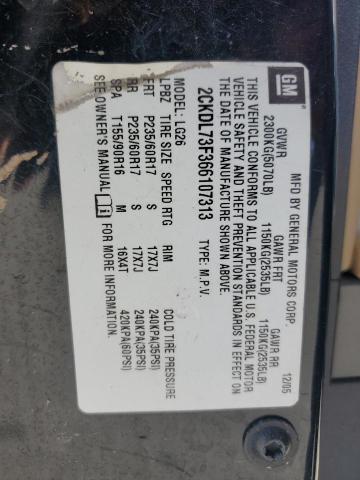 GM
MFD BY GENERAL MOTORS CORP. 12/05
GVWR GAWR FRT GAWR RR
2300KG(5070LB) 1150KG(2535LB) 1150KG(2535LB)
THIS VEHICLE CONFORMS TO ALL APPLICABLE U.S. FEDERAL MOTOR
VEHICLE SAFETY AND THEFT PREVENTION STANDARDS IN EFFECT ON
THE DATE OF MANUFACTURE SHOWN ABOVE.
2CKDL73F366107313 TYPE: M.P.V.
MODEL: LG26
LPBZ TIRE SIZE SPEED RTG RIM COLD TIRE PRESSURE
FRT P235/60R17 S 17X7J 240KPA(35PSI)
RR P235/60R17 S 17X7J 240KPA(35PSI)
SPA T155/90R16 M 16X4T 420KPA(60PSI)
SEE OWNER'S MANUAL FOR MORE INFORMATION.